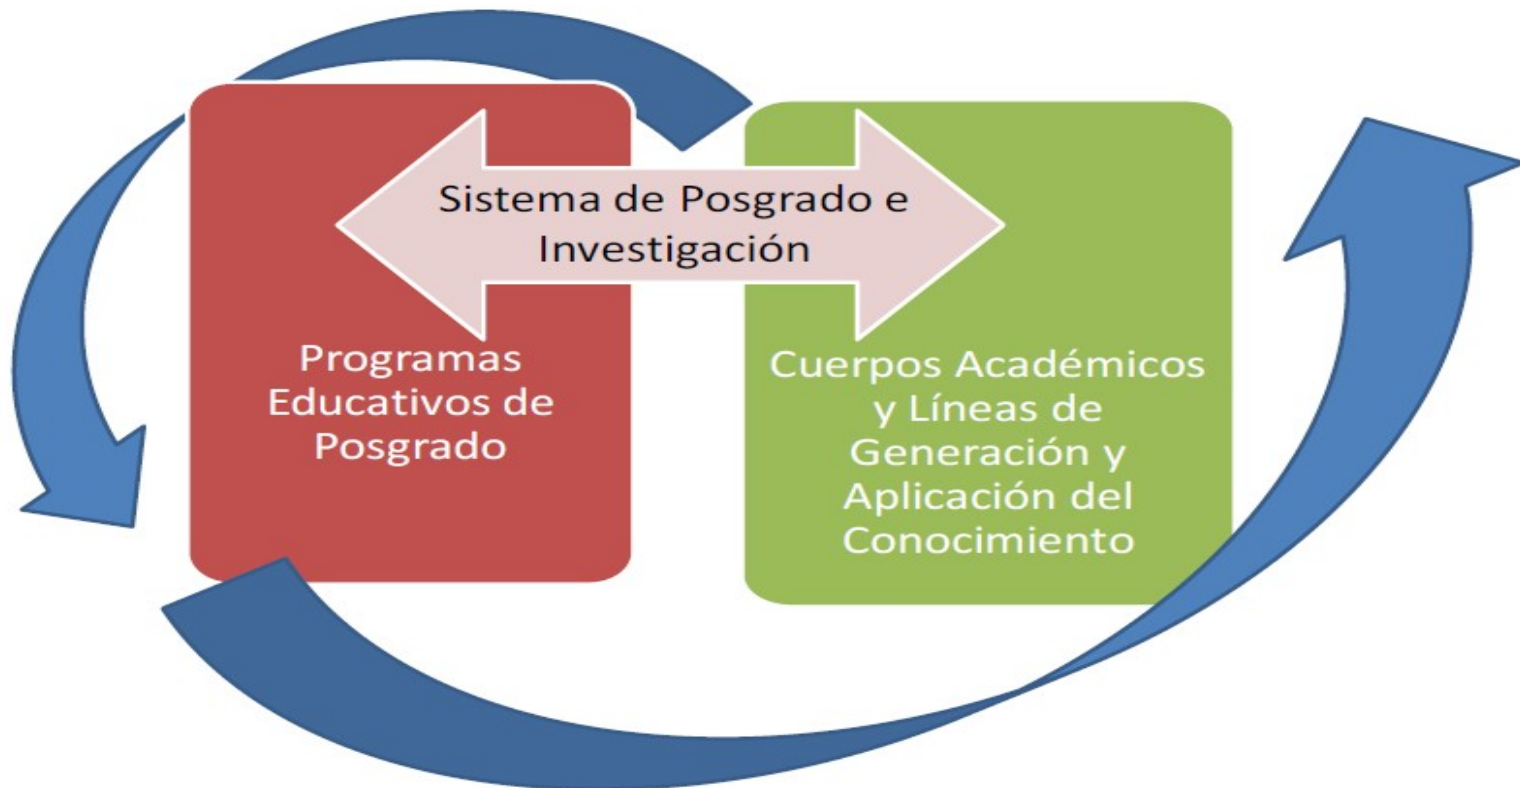 Sistema de Posgrado e
Investigación
Programas
Educativos de
Posgrado
Cuerpos Académicos
y Líneas de
Generación y
Aplicación del
Conocimiento